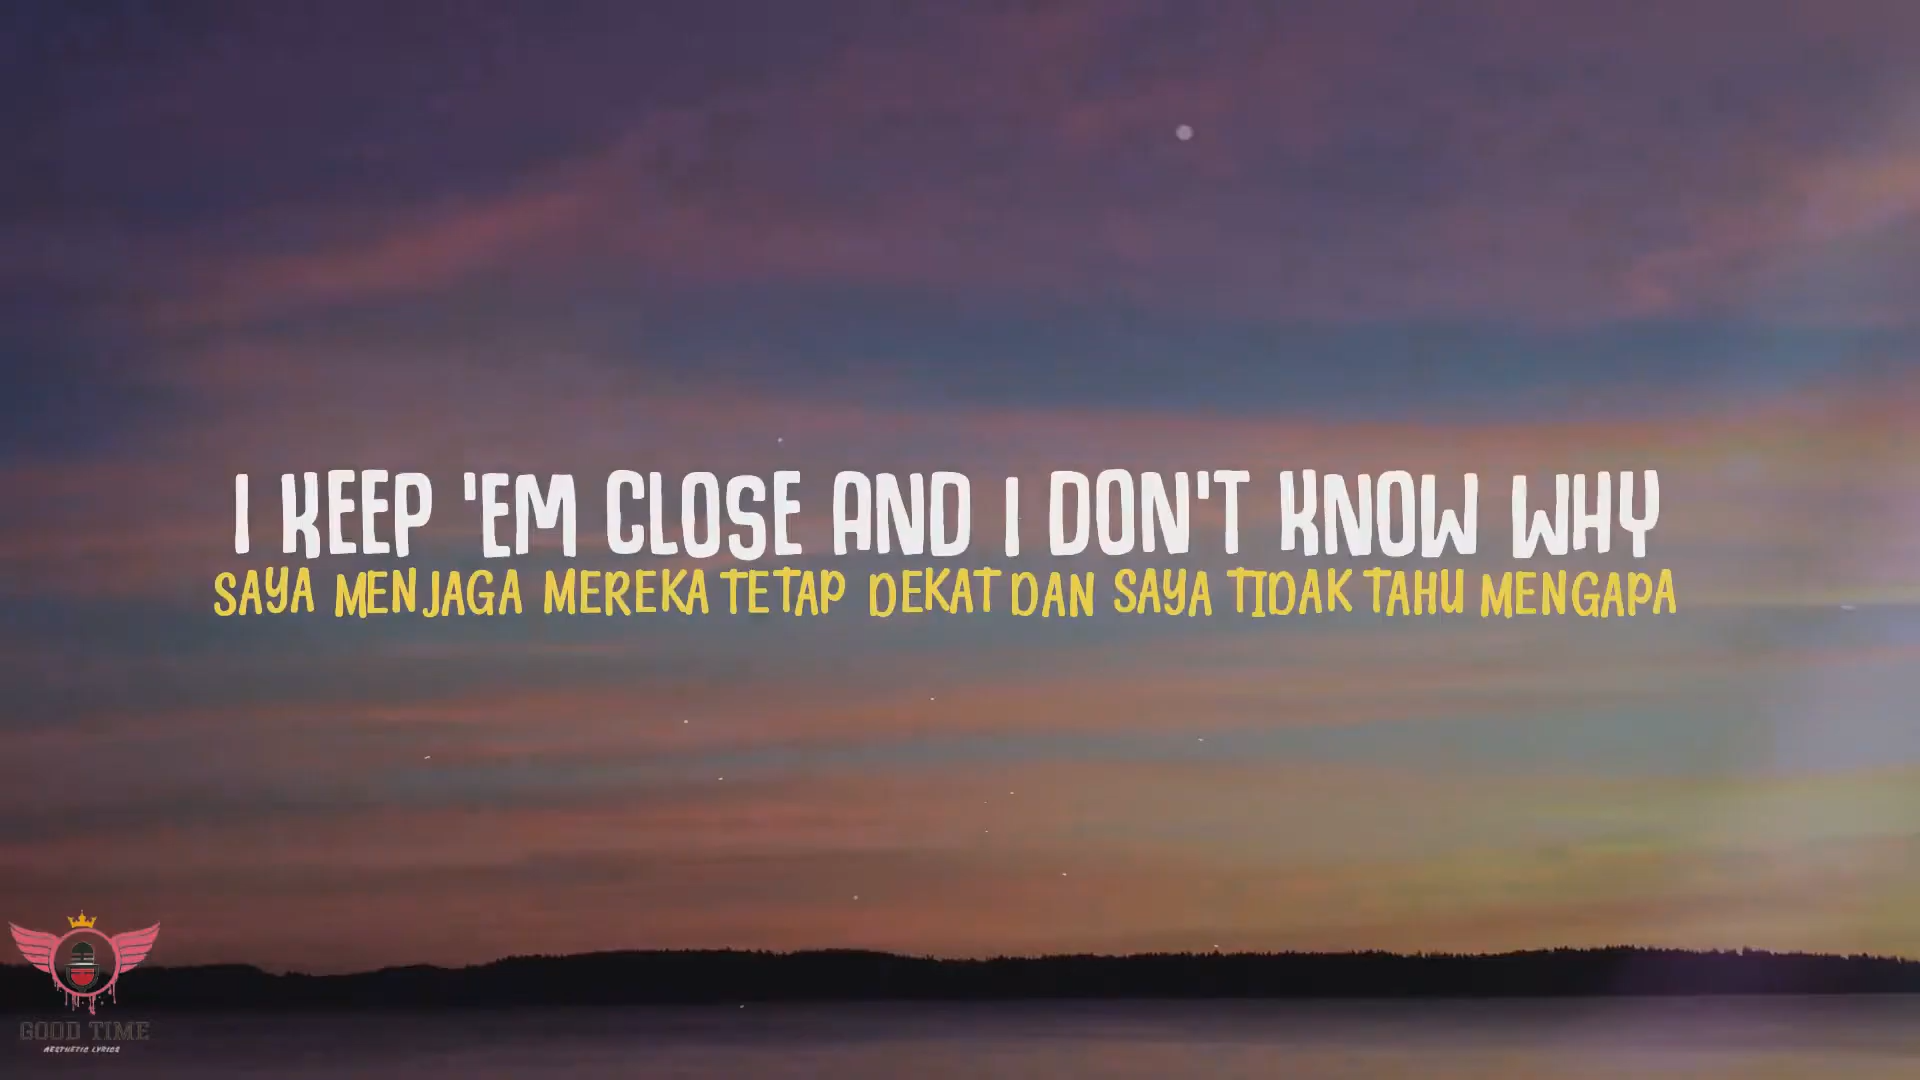 I KEEP 'EM CLOSE AND I DON'T KNOW WHY
SAYA MENJAGA MEREKA TETAP DEKAT DAN SAYA TIDAK TAHU MENGAPA
GOOD TIME
AESTHETIC LYRICS